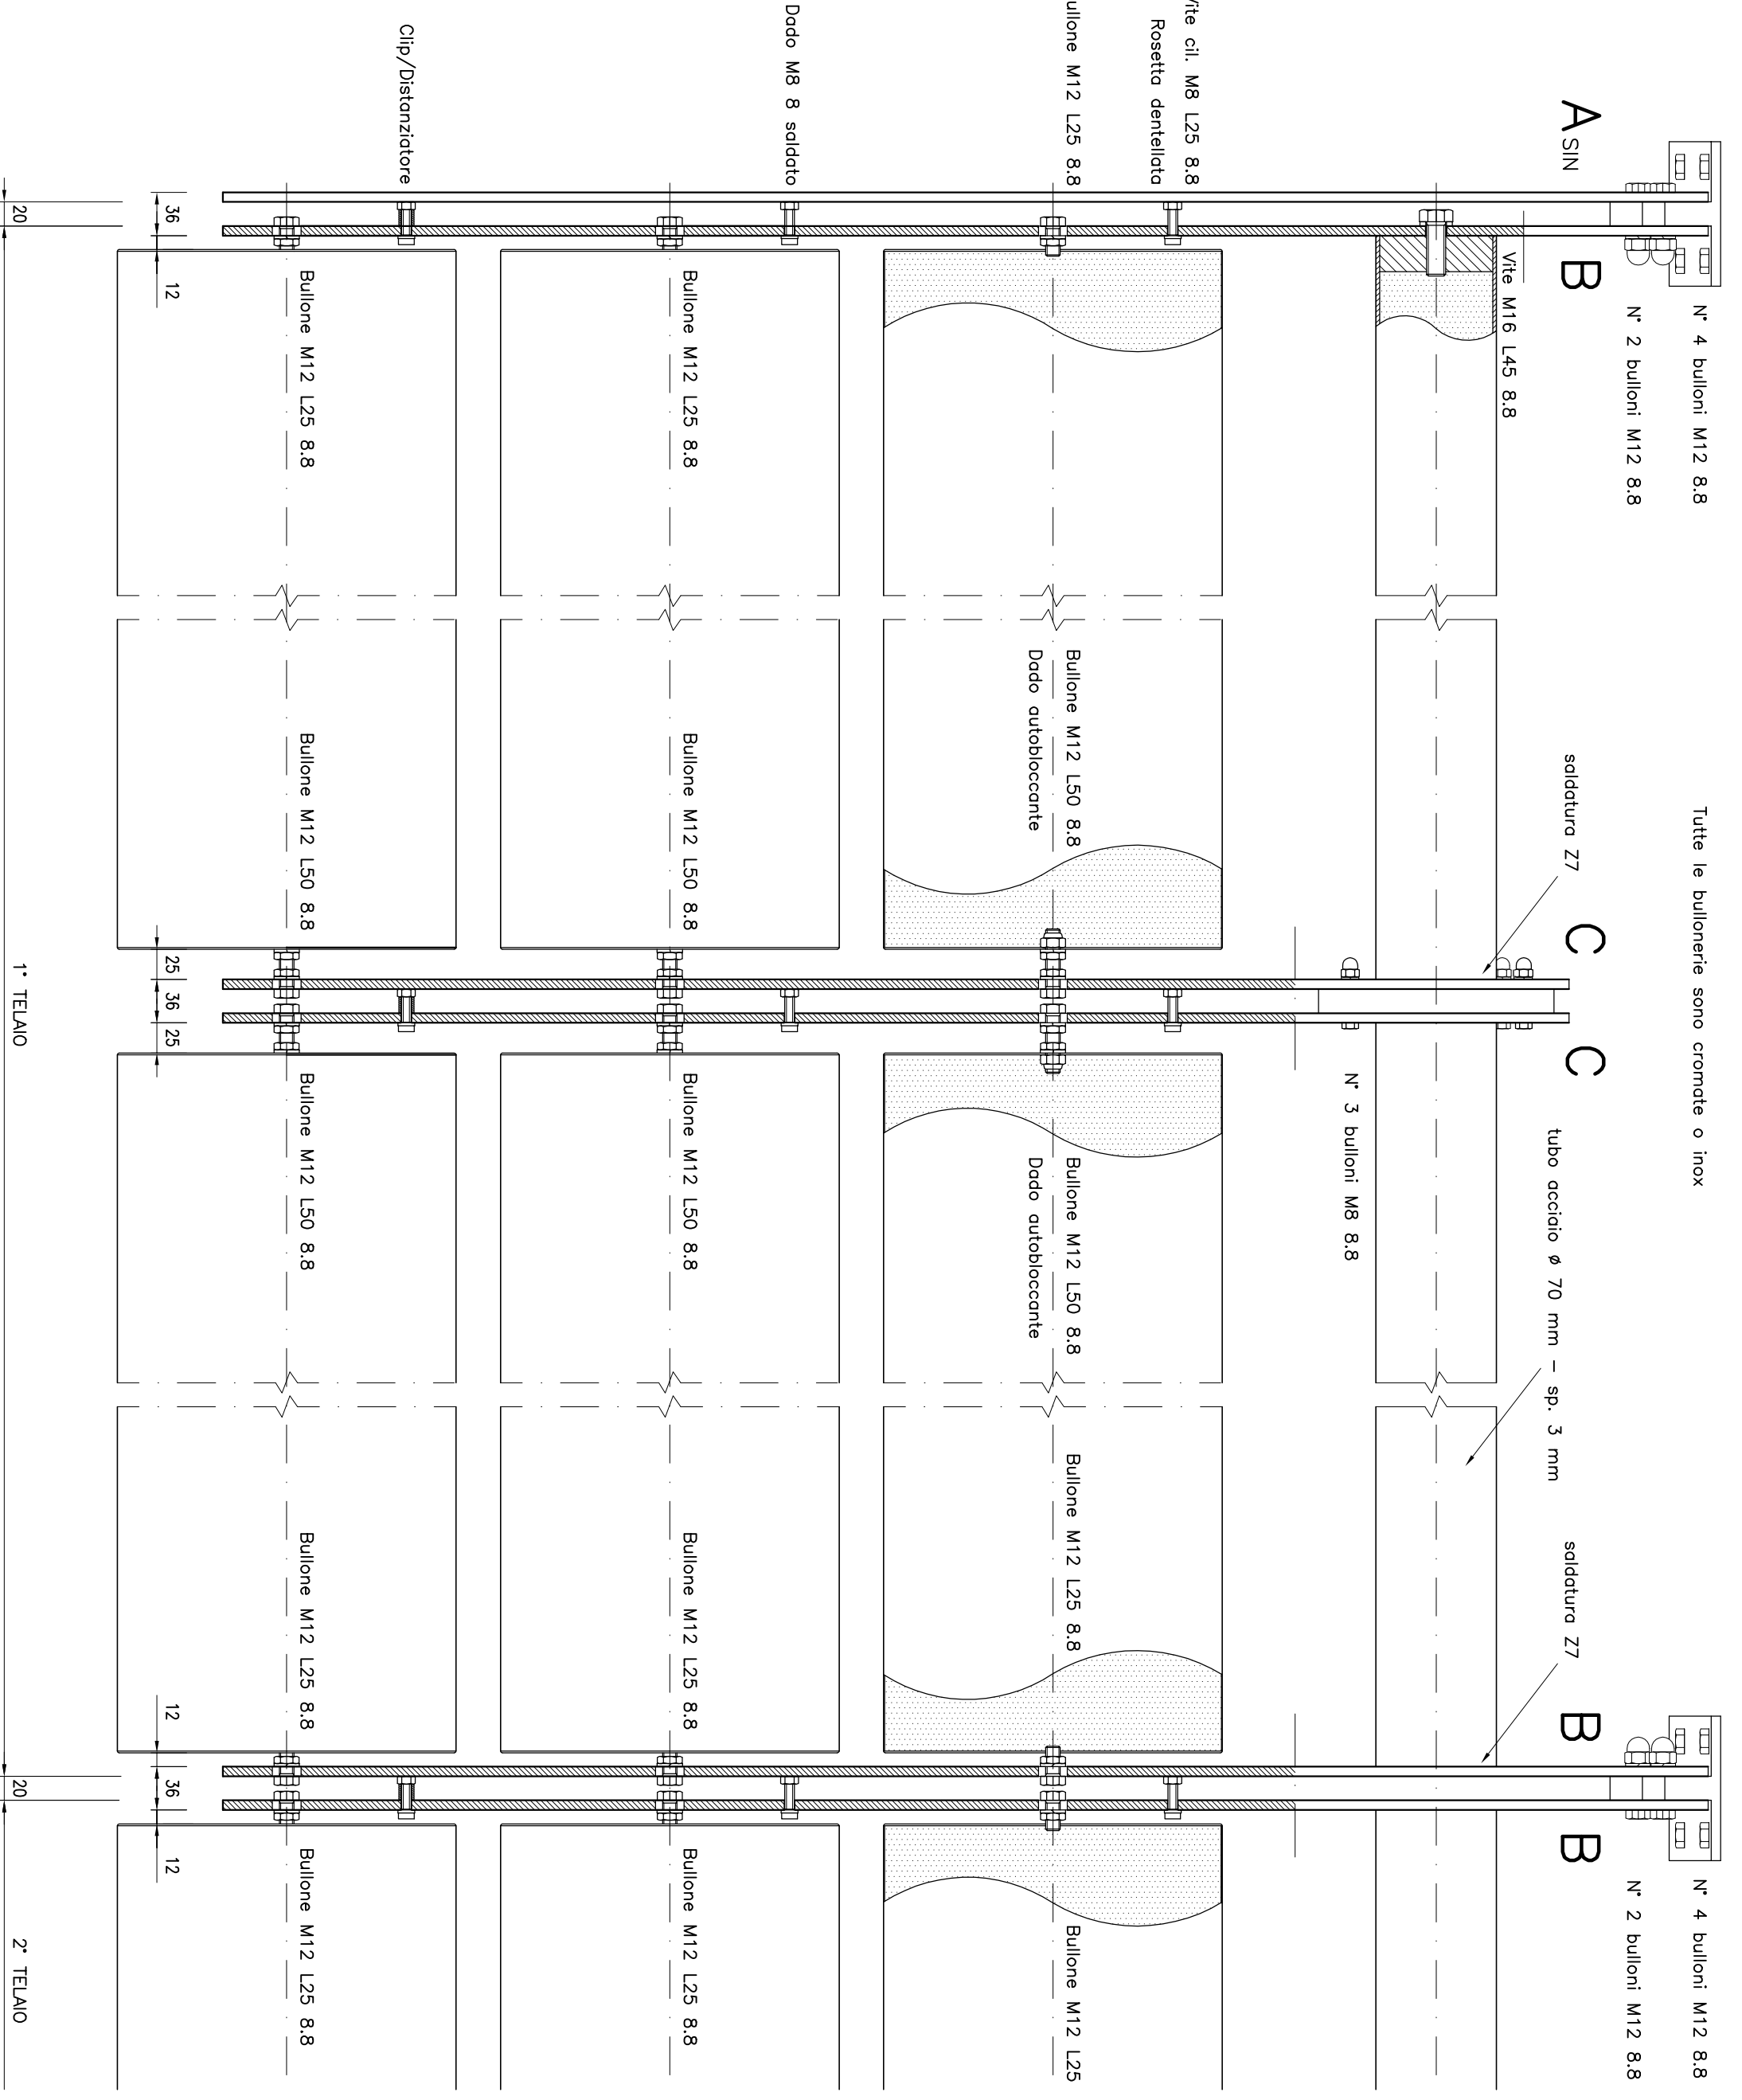 A SIN
B
N° 4 bulloni M12 8.8
N° 2 bulloni M12 8.8
Vite M16 L45 8.8
cil. M8 L25 8.8
Rosetta dentellata
M12 L25 8.8
Dado M8 8 saldato
Clip/Distanziatore
36
12
20
Bullone M12 L25 8.8
Bullone M12 L25 8.8
Tutte le bullonerie sono cromate o inox
saldatura Z7
C
C
Bullone M12 L50 8.8
Dado autobloccante
Bullone M12 L50 8.8
Bullone M12 L50 8.8
25
36
25
1° TELAIO
tubo acciaio ø 70 mm - sp. 3 mm
N° 3 bulloni M8 8.8
Bullone M12 L50 8.8
Dado autobloccante
Bullone M12 L50 8.8
Bullone M12 L50 8.8
saldatura Z7
B
B
Bullone M12 L25 8.8
Bullone M12 L25 8.8
Bullone M12 L25 8.8
12
36
12
20
N° 4 bulloni M12 8.8
N° 2 bulloni M12 8.8
Bullone M12 L25
Bullone M12 L25 8.8
Bullone M12 L25 8.8
2° TELAIO